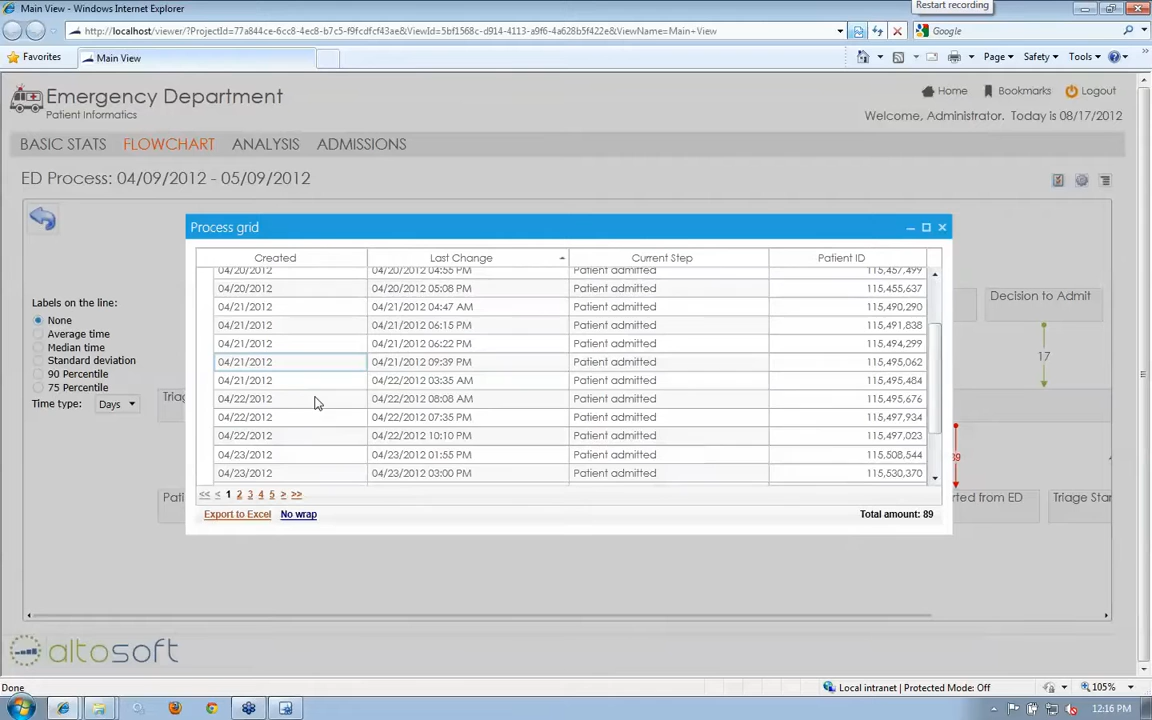 Main View - Windows Internet Explorer
Restart recording
http://localhost/viewer/?ProjectId=77a844ce-6cc8-4ec8-b7c5-f9fcdfcf43ae&ViewId=5bf1568c-d914-4113-a9f6-4a628b5f422e&ViewName=Main+View
Google
Favorites
Main View
Page
Safety
Tools
Emergency Department
Patient Informatics
Home
Bookmarks
Logout
Welcome, Administrator. Today is 08/17/2012
BASIC STATS FLOWCHART ANALYSIS ADMISSIONS
ED Process: 04/09/2012 - 05/09/2012
Process grid
Created Last Change Current Step Patient ID
04/20/2012 04/20/2012 04:55 PM Patient admitted 115,457,499
04/20/2012 04/20/2012 05:08 PM Patient admitted 115,455,637
04/21/2012 04/21/2012 04:47 AM Patient admitted 115,490,290
04/21/2012 04/21/2012 06:15 PM Patient admitted 115,491,838
04/21/2012 04/21/2012 06:22 PM Patient admitted 115,494,299
04/21/2012 04/21/2012 09:39 PM Patient admitted 115,495,062
04/21/2012 04/22/2012 03:35 AM Patient admitted 115,495,484
04/22/2012 04/22/2012 08:08 AM Patient admitted 115,495,676
04/22/2012 04/22/2012 07:35 PM Patient admitted 115,497,934
04/22/2012 04/22/2012 10:10 PM Patient admitted 115,497,023
04/23/2012 04/23/2012 01:55 PM Patient admitted 115,508,544
04/23/2012 04/23/2012 03:00 PM Patient admitted 115,530,370
<< < 1 2 3 4 5 > >>
Export to Excel No wrap
Total amount: 89
Labels on the line:
None
Average time
Median time
Standard deviation
90 Percentile
75 Percentile
Time type: Days
Decision to Admit
17
Triage
89
Pati
rted from ED
Triage Star
altosoft
Done
Local intranet | Protected Mode: Off
105%
12:16 PM